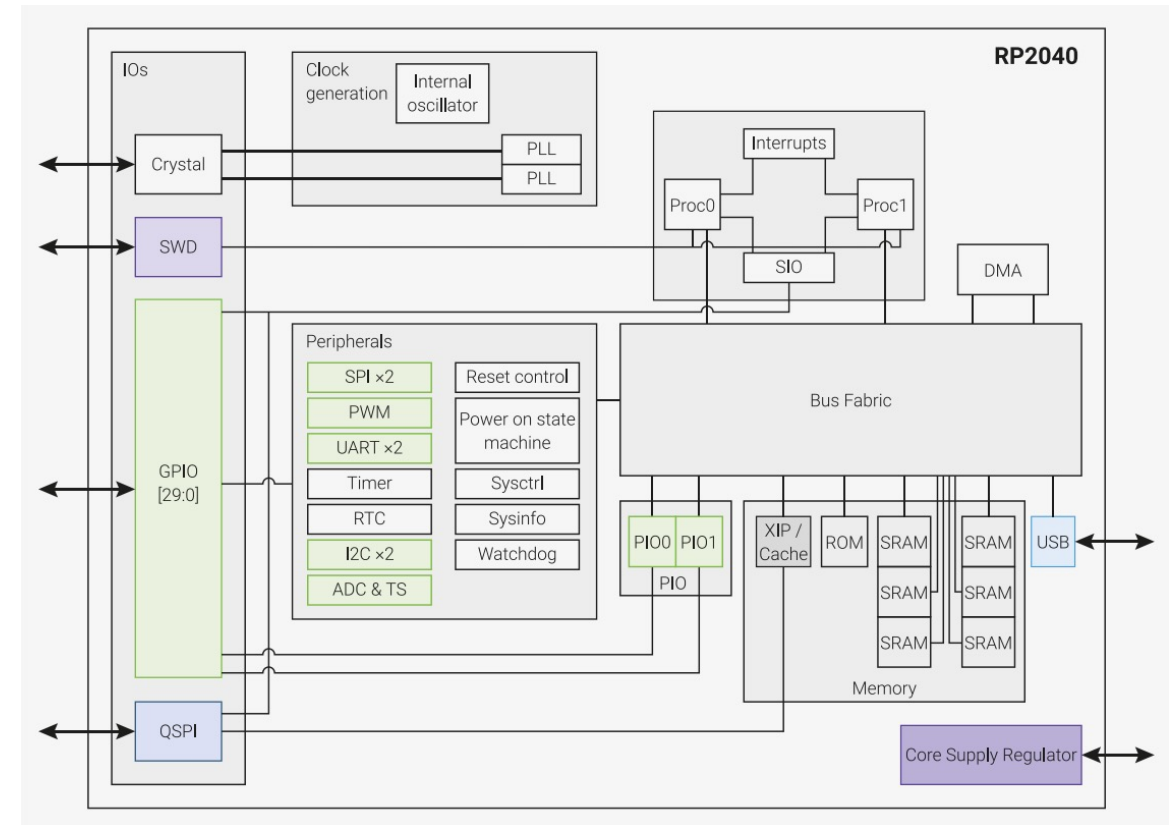 RP2040
IOs
Clock
generation
Internal
oscillator
Crystal
PLL
PLL
Interrupts
Proc0
Proc1
SWD
SIO
DMA
Peripherals
SPI ×2
Reset control
PWM
Power on state
machine
UART ×2
Bus Fabric
GPIO
[29:0]
Timer
Sysctrl
RTC
Sysinfo
I2C ×2
Watchdog
ADC & TS
PIO0
PIO1
PIO
XIP /
Cache
ROM
SRAM
SRAM
USB
SRAM
SRAM
SRAM
SRAM
Memory
QSPI
Core Supply Regulator